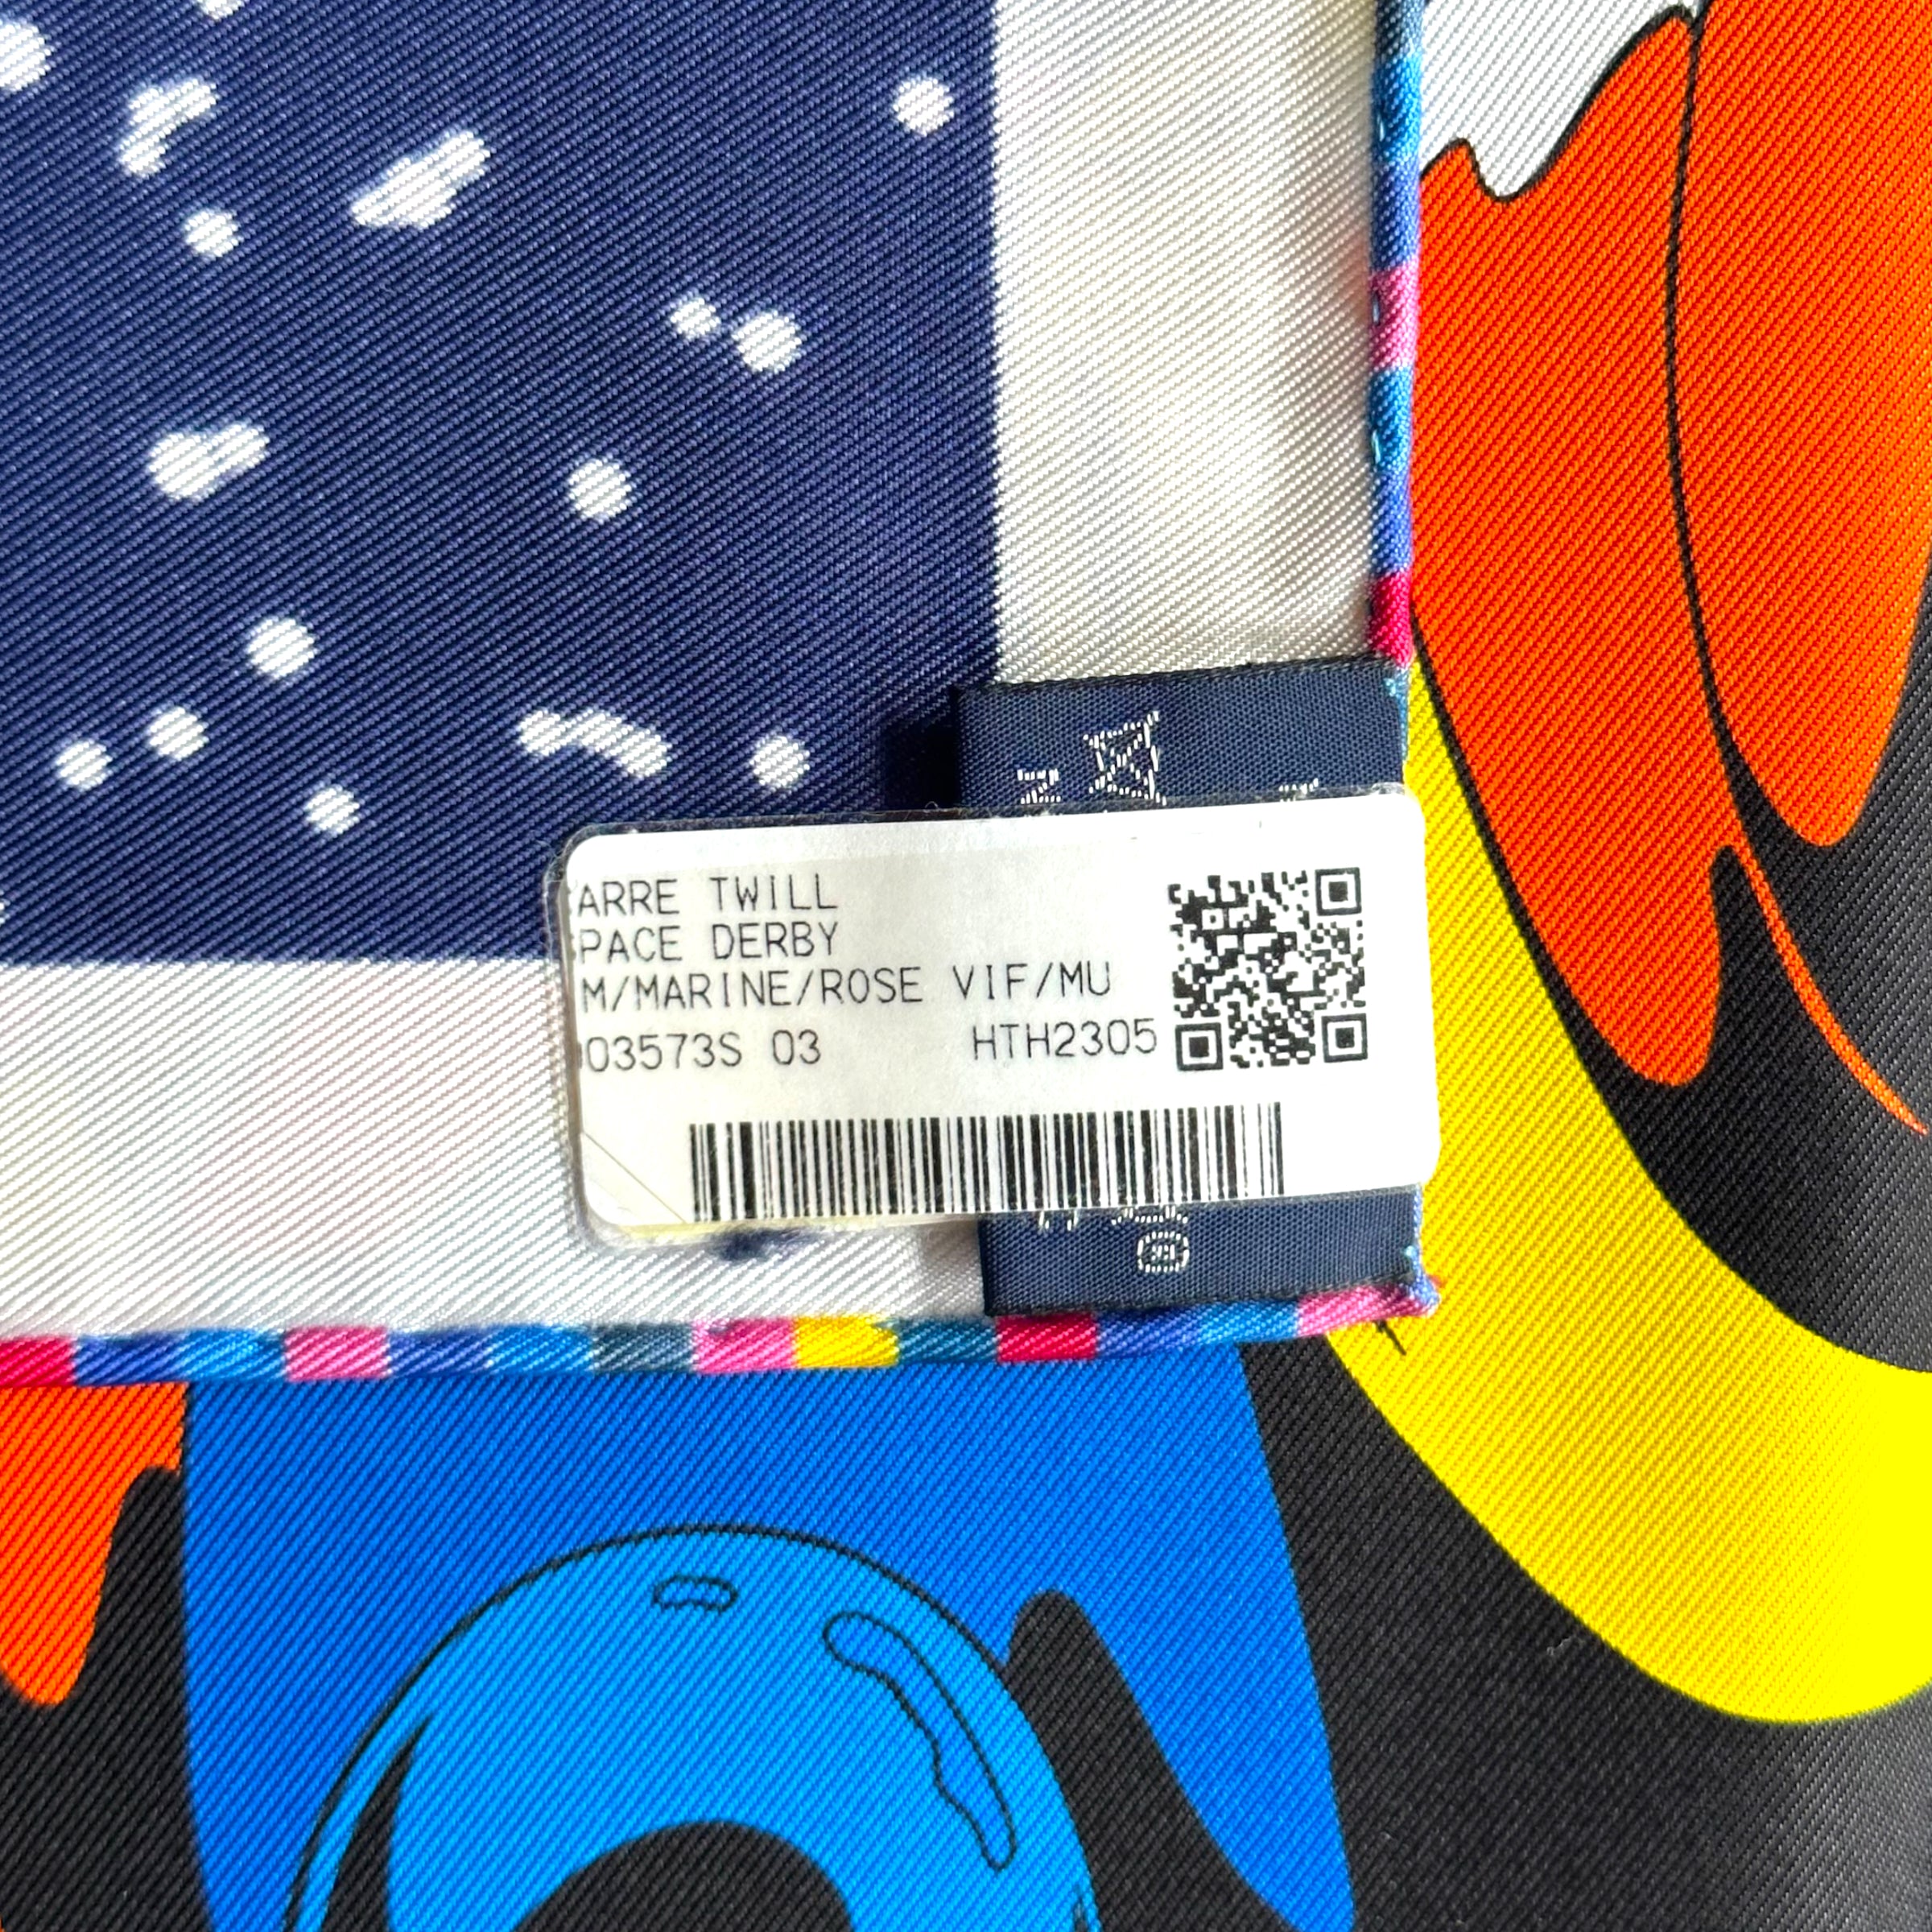 ARRE TWILL
PACE DERBY
M/MARINE/ROSE VIF/MU
03573S 03 HTH2305